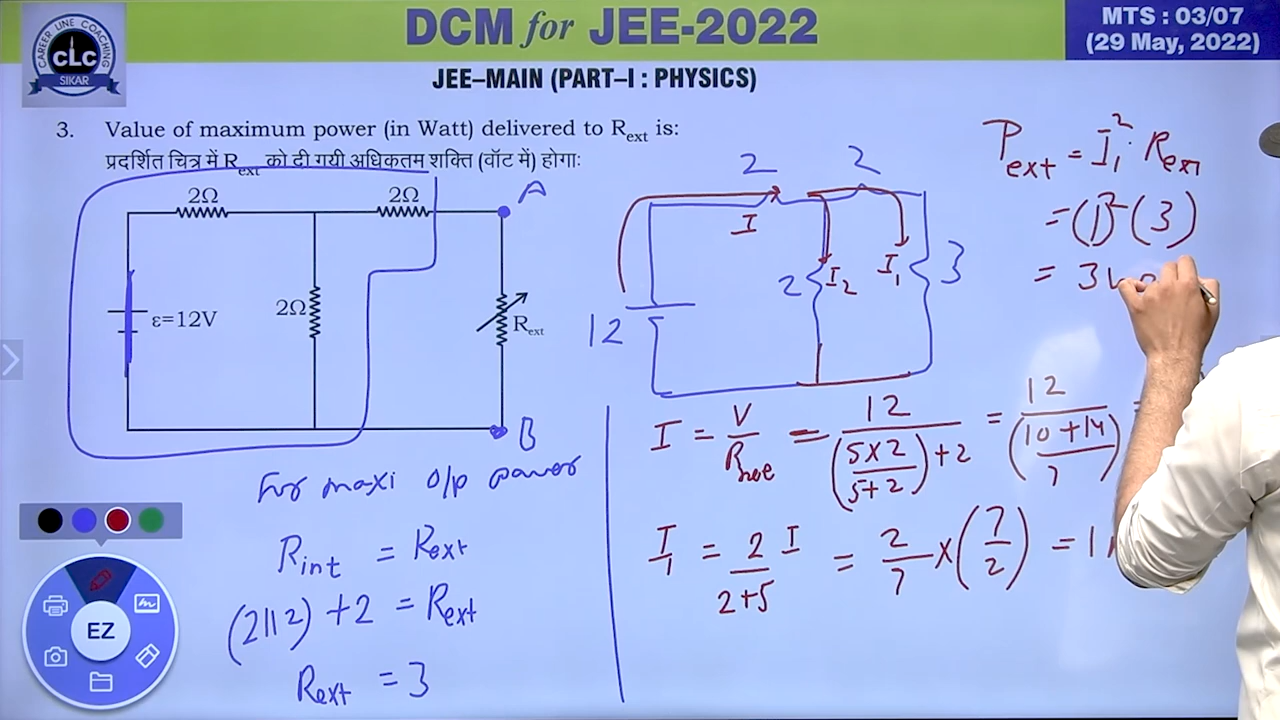 CAREER LINE COACHING
CLC
SIKAR
DCM for JEE-2022
MTS : 03/07
(29 May, 2022)
JEE–MAIN (PART–I : PHYSICS)
3. Value of maximum power (in Watt) delivered to Rext is:
प्रदर्शित चित्र में Rext को दी गयी अधिकतम शक्ति (वॉट में) होगाः
2Ω 2Ω A
2Ω
ε=12V
Rext
B
For maxi o/p power
Rint = Rext
(2||2) + 2 = Rext
Rext = 3
2 2
I
2 I2 I1 3
12
Pext = I1² · Rext
= (1)² (3)
= 3
I = V/ = 12/((5×2/5+2)+2) = 12/(10+14/7) =
I1 = 2/2+5 I = 2/7 × (7/2) = 1
EZ